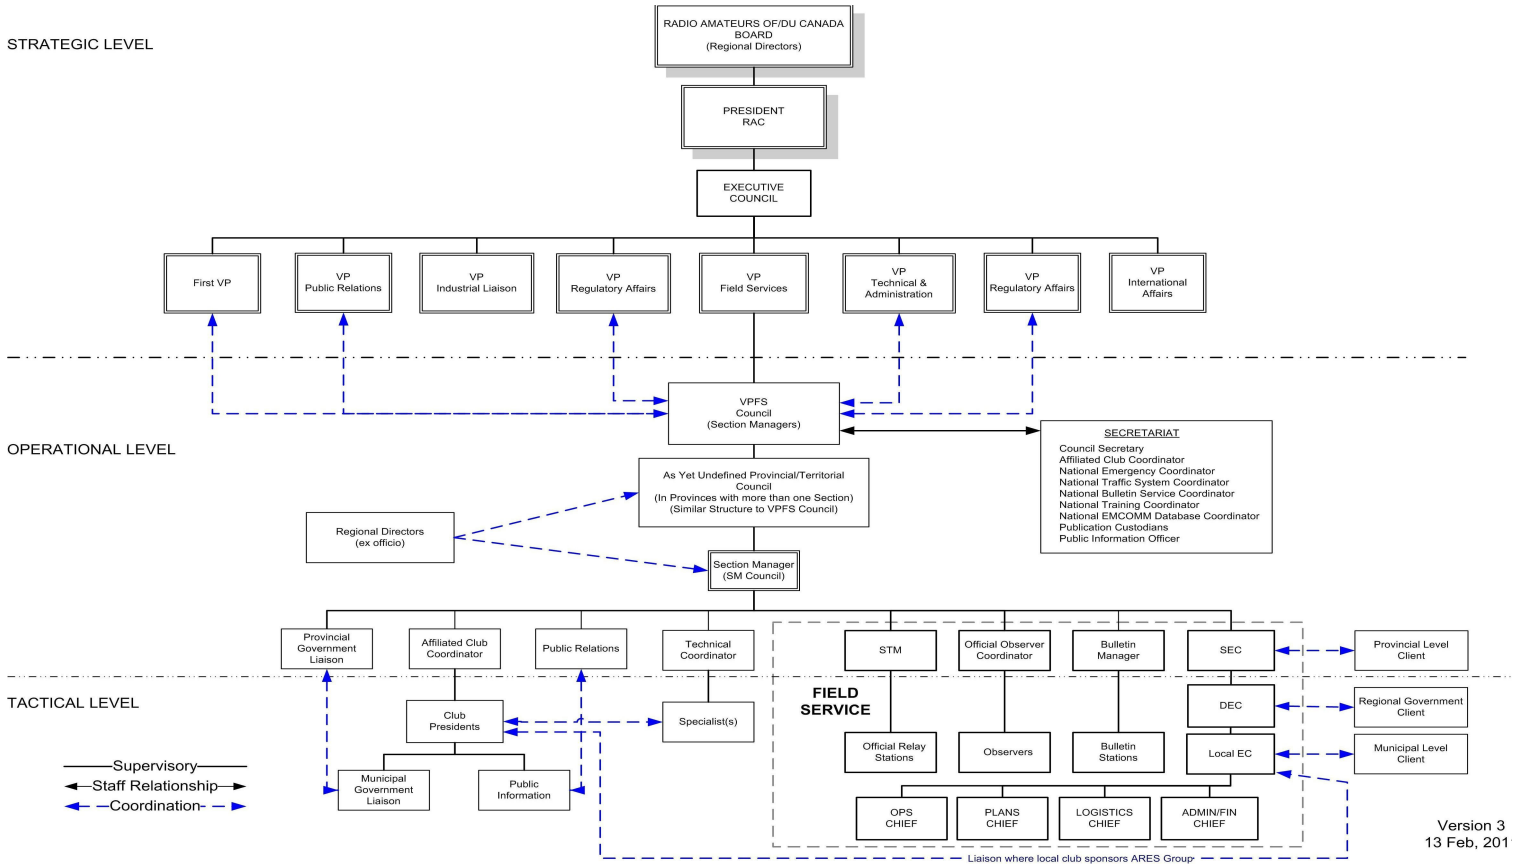 STRATEGIC LEVEL
RADIO AMATEURS OF/DU CANADA
BOARD
(Regional Directors)
PRESIDENT
RAC
EXECUTIVE
COUNCIL
First VP
VP
Public Relations
VP
Industrial Liaison
VP
Regulatory Affairs
VP
Field Services
VP
Technical &
Administration
VP
Regulatory Affairs
VP
International
Affairs
OPERATIONAL LEVEL
VPFS
Council
(Section Managers)
SECRETARIAT
Council Secretary
Affiliated Club Coordinator
National Emergency Coordinator
National Traffic System Coordinator
National Bulletin Service Coordinator
National Training Coordinator
National EMCOMM Database Coordinator
Publication Custodians
Public Information Officer
As Yet Undefined Provincial/Territorial
Council
(In Provinces with more than one Section)
(Similar Structure to VPFS Council)
Regional Directors
(ex officio)
Section Manager
(SM Council)
Provincial
Government
Liaison
Affiliated Club
Coordinator
Public Relations
Technical
Coordinator
STM
Official Observer
Coordinator
Bulletin
Manager
SEC
Provincial Level
Client
TACTICAL LEVEL
FIELD
SERVICE
Club
Presidents
Specialist(s)
DEC
Regional Government
Client
Official Relay
Stations
Observers
Bulletin
Stations
Local EC
Municipal Level
Client
Municipal
Government
Liaison
Public
Information
OPS
CHIEF
PLANS
CHIEF
LOGISTICS
CHIEF
ADMIN/FIN
CHIEF
Supervisory
Staff Relationship
Coordination
Liaison where local club sponsors ARES Group
Version 3
13 Feb, 201